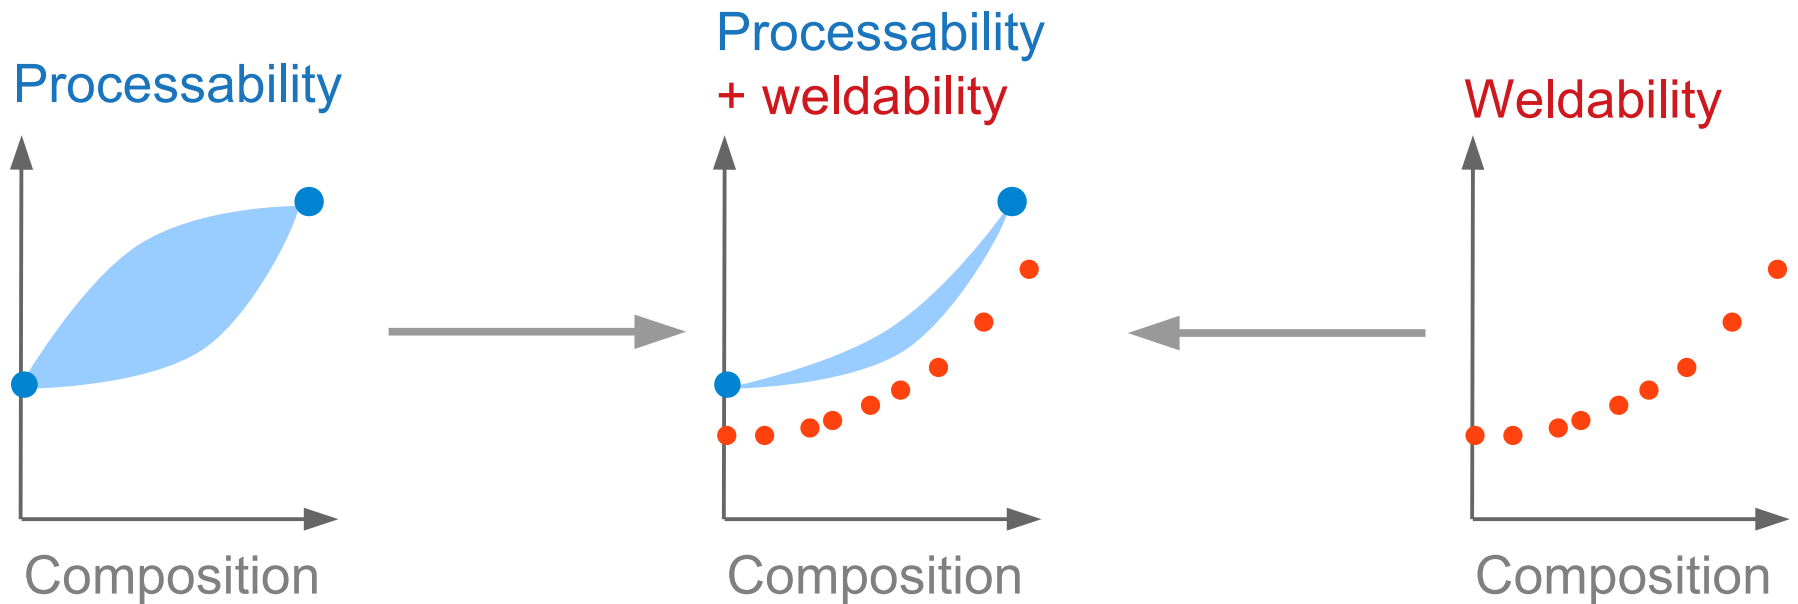 Processability
Composition
Processability
+ weldability
Composition
Weldability
Composition